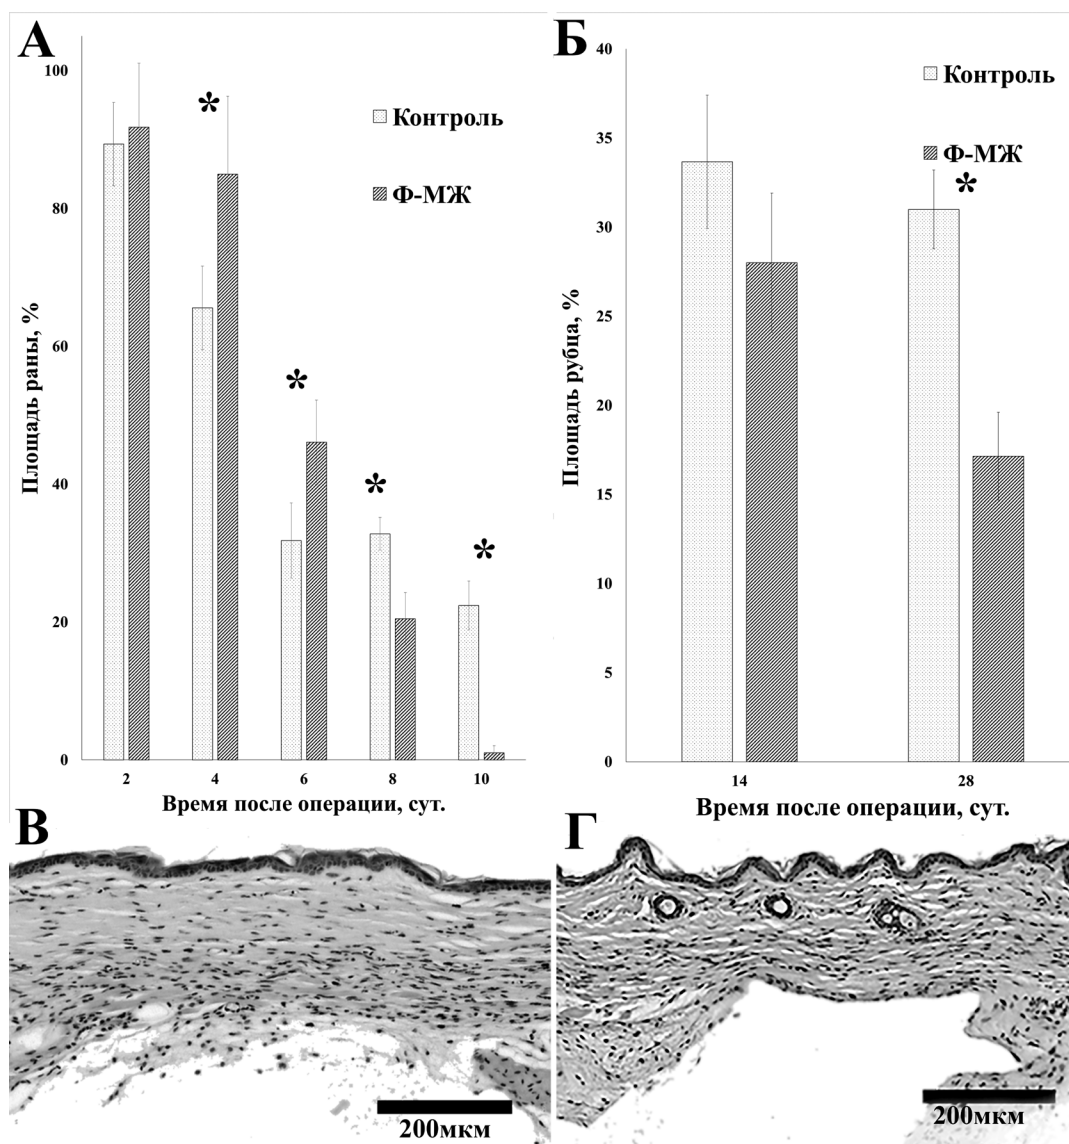 А
100
80
60
40
20
0
Площадь раны, %
*
*
*
*
Контроль
Ф-МЖ
2 4 6 8 10
Время после операции, сут.
Б
40
35
30
25
20
15
10
5
0
Площадь рубца, %
Контроль
Ф-МЖ
*
14 28
Время после операции, сут.
В
200мкм
Г
200мкм